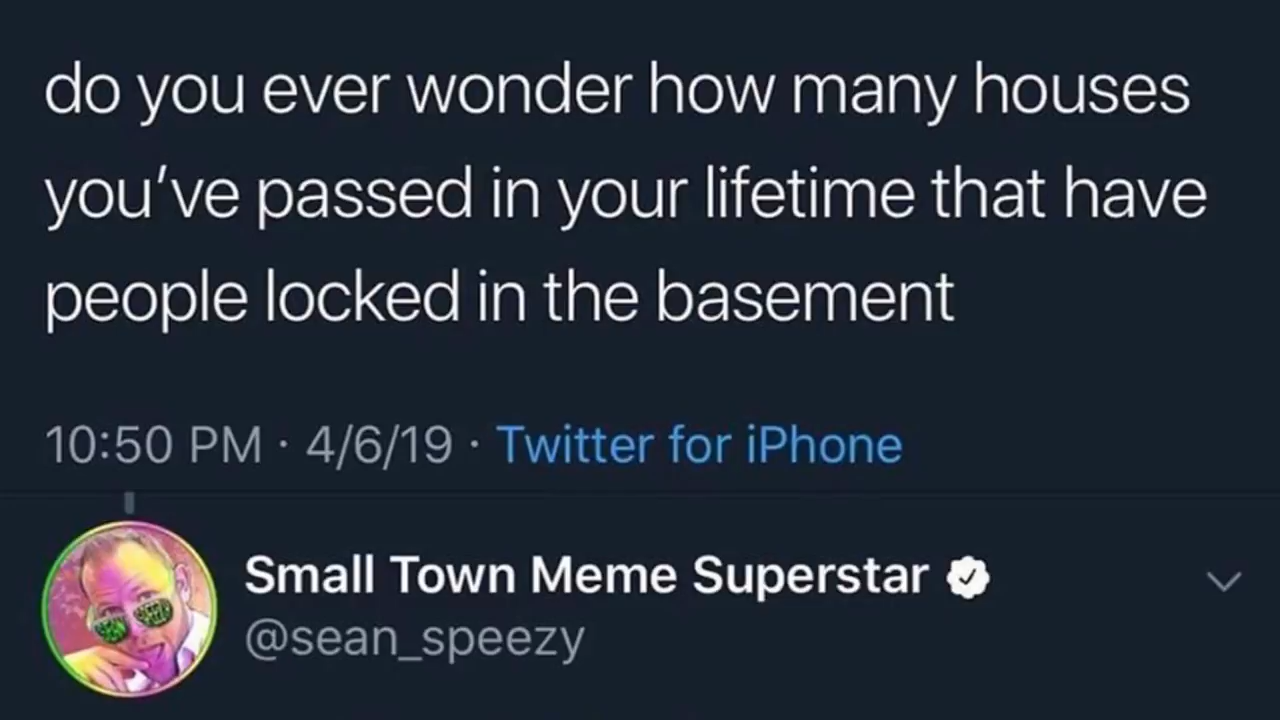 do you ever wonder how many houses
you've passed in your lifetime that have
people locked in the basement
10:50 PM · 4/6/19 · Twitter for iPhone
Small Town Meme Superstar
@sean_speezy